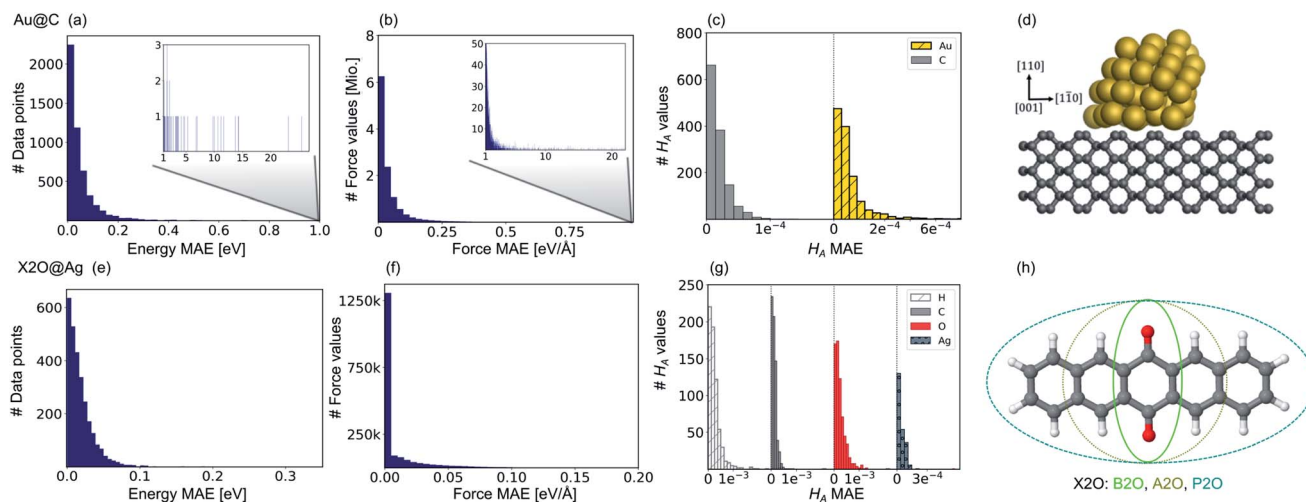 Au@C (a)
(b)
(c)
(d)
# Data points
2000
1500
1000
500
0.0 0.2 0.4 0.6 0.8 1.0
Energy MAE [eV]
3
2
1
1 5 10 15 20
# Force values [Mio.]
8
6
4
2
0 0.25 0.5 0.75
Force MAE [eV/Å]
50
40
30
20
10
1 10 20
# H_A values
800
600
400
200
0
0 1e-4 0 2e-4 6e-4
H_A MAE
Au
C
[110]
[11̄0]
[001]
X2O@Ag (e)
(f)
(g)
(h)
# Data points
600
400
200
0.0 0.1 0.2 0.3
Energy MAE [eV]
# Force values
1250k
750k
250k
0.00 0.05 0.10 0.15 0.20
Force MAE [eV/Å]
# H_A values
250
200
150
100
50
0 1e-3 0 1e-3 0 1e-3 0 3e-4
H_A MAE
H
C
O
Ag
X2O: B2O, A2O, P2O